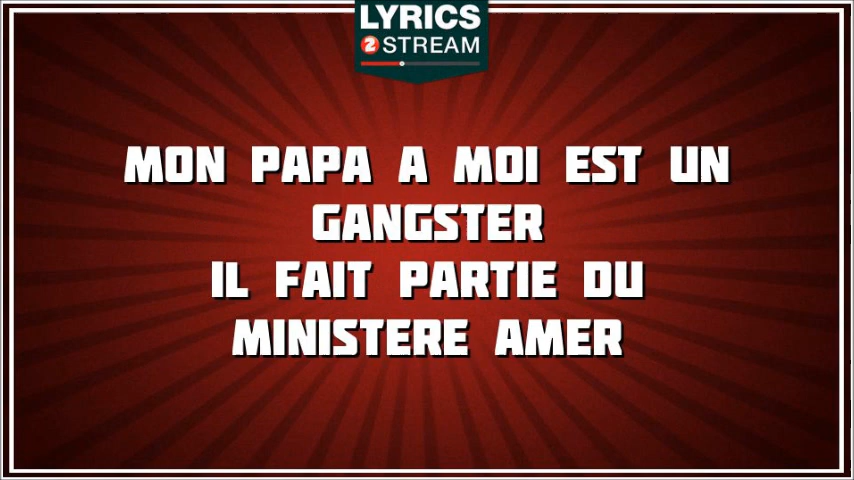 LYRICS
2 STREAM
MON PAPA A MOI EST UN
GANGSTER
IL FAIT PARTIE DU
MINISTERE AMER